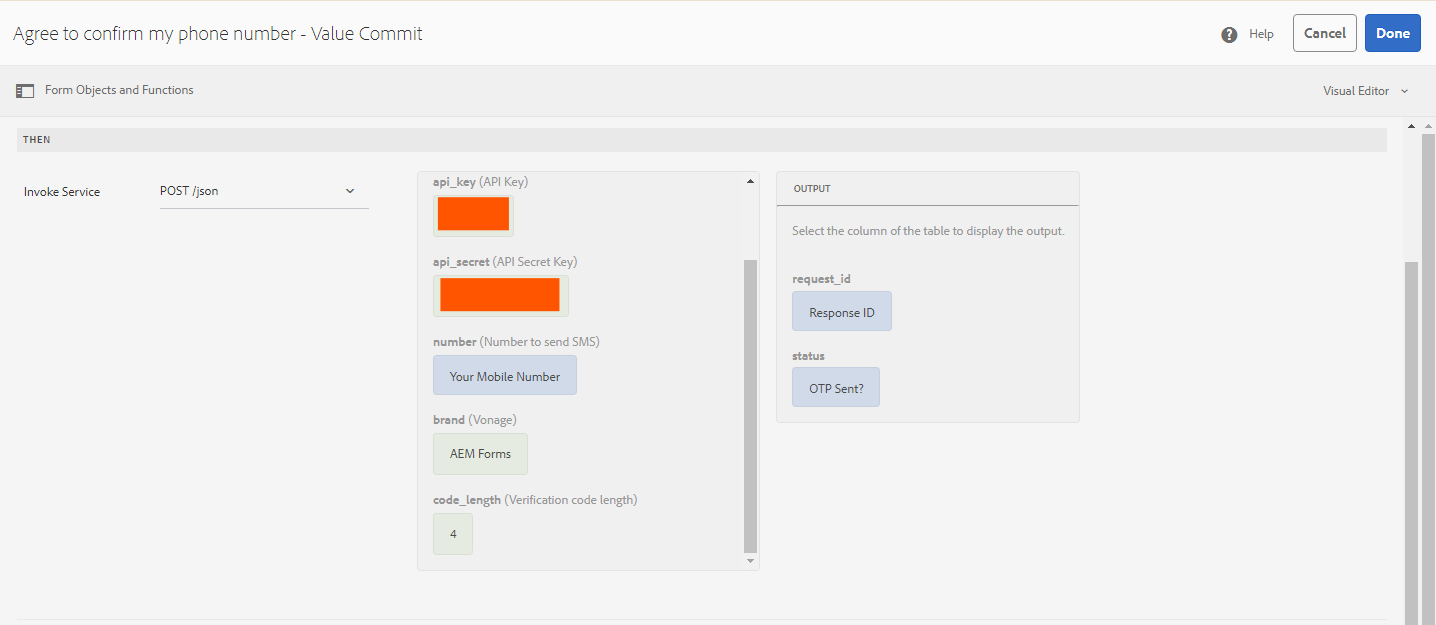 Agree to confirm my phone number - Value Commit
Help
Cancel
Done
Form Objects and Functions
Visual Editor
THEN
Invoke Service
POST /json
api_key (API Key)
api_secret (API Secret Key)
number (Number to send SMS)
Your Mobile Number
brand (Vonage)
AEM Forms
code_length (Verification code length)
4
OUTPUT
Select the column of the table to display the output.
request_id
Response ID
status
OTP Sent?